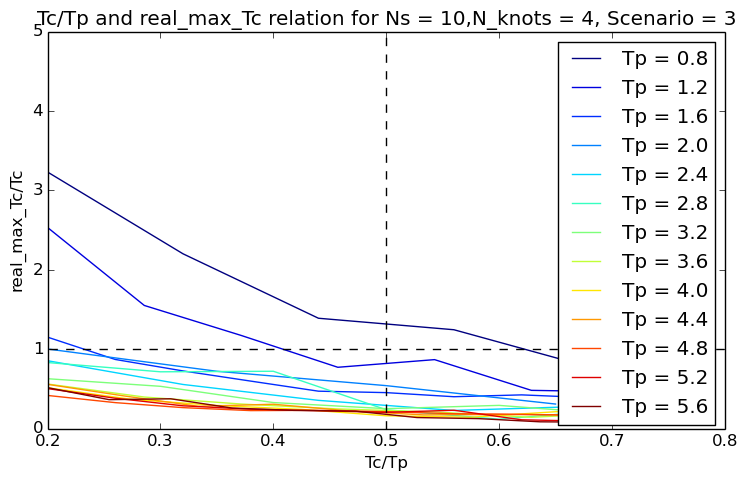 Tc/Tp and real_max_Tc relation for Ns = 10,N_knots = 4, Scenario = 3
5
4
3
2
1
0
real_max_Tc/Tc
0.2 0.3 0.4 0.5 0.6 0.7 0.8
Tc/Tp
Tp = 0.8
Tp = 1.2
Tp = 1.6
Tp = 2.0
Tp = 2.4
Tp = 2.8
Tp = 3.2
Tp = 3.6
Tp = 4.0
Tp = 4.4
Tp = 4.8
Tp = 5.2
Tp = 5.6